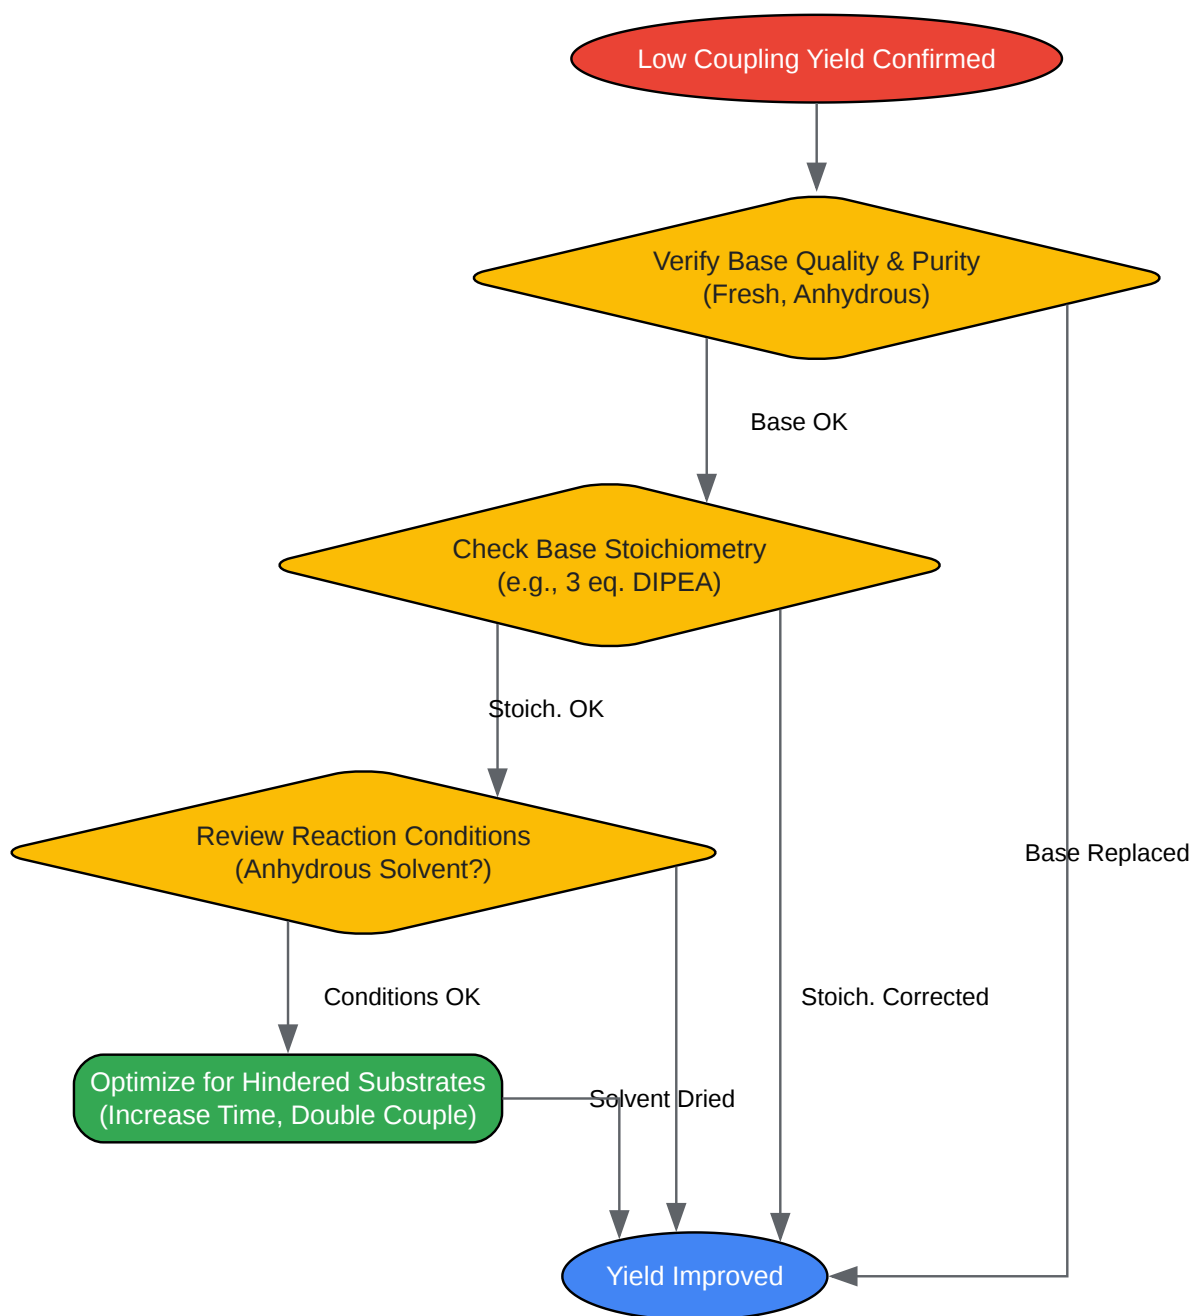 Low Coupling Yield Confirmed
Verify Base Quality & Purity
(Fresh, Anhydrous)
Base OK
Check Base Stoichiometry
(e.g., 3 eq. DIPEA)
Stoich. OK
Review Reaction Conditions
(Anhydrous Solvent?)
Base Replaced
Conditions OK
Stoich. Corrected
Optimize for Hindered Substrates
(Increase Time, Double Couple)
Solvent Dried
Yield Improved